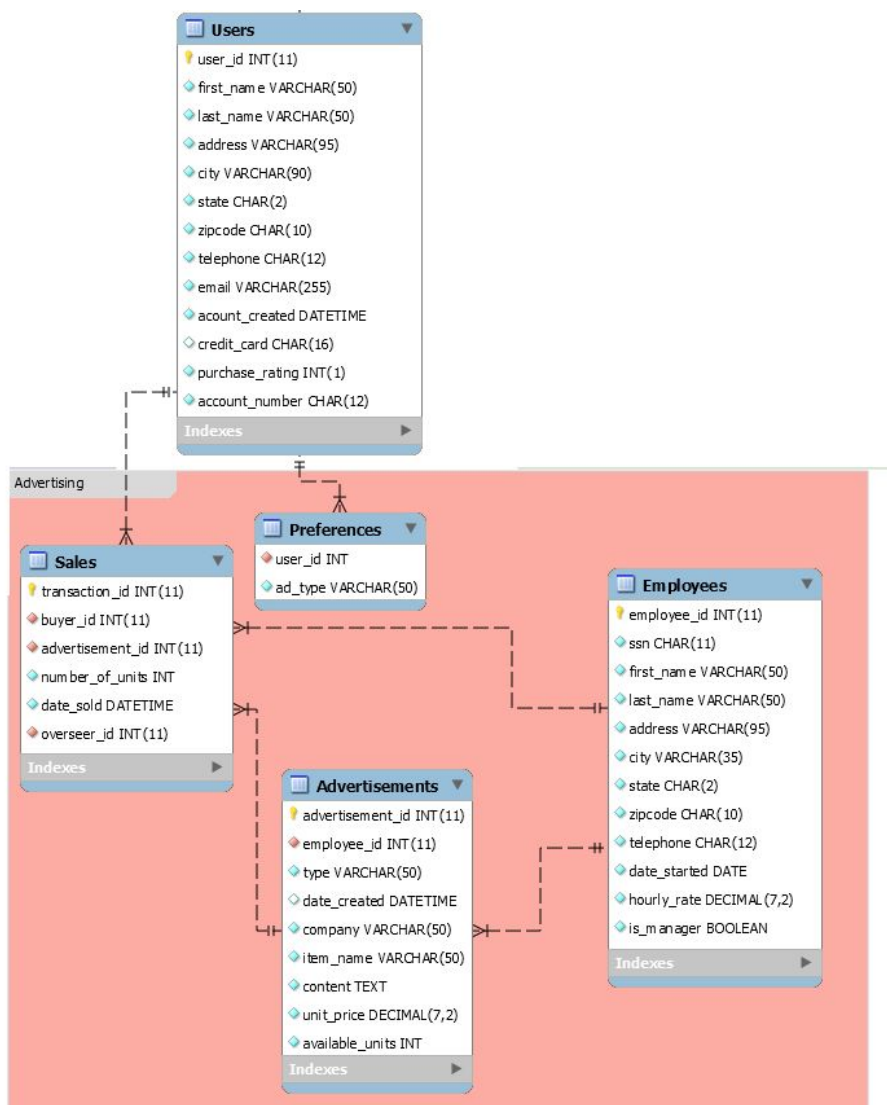 Users
user_id INT(11)
first_name VARCHAR(50)
last_name VARCHAR(50)
address VARCHAR(95)
city VARCHAR(90)
state CHAR(2)
zipcode CHAR(10)
telephone CHAR(12)
email VARCHAR(255)
acount_created DATETIME
credit_card CHAR(16)
purchase_rating INT(1)
account_number CHAR(12)
Indexes
Advertising
Preferences
user_id INT
ad_type VARCHAR(50)
Sales
transaction_id INT(11)
buyer_id INT(11)
advertisement_id INT(11)
number_of_units INT
date_sold DATETIME
overseer_id INT(11)
Indexes
Employees
employee_id INT(11)
ssn CHAR(11)
first_name VARCHAR(50)
last_name VARCHAR(50)
address VARCHAR(95)
city VARCHAR(35)
state CHAR(2)
zipcode CHAR(10)
telephone CHAR(12)
date_started DATE
hourly_rate DECIMAL(7,2)
is_manager BOOLEAN
Indexes
Advertisements
advertisement_id INT(11)
employee_id INT(11)
type VARCHAR(50)
date_created DATETIME
company VARCHAR(50)
item_name VARCHAR(50)
content TEXT
unit_price DECIMAL(7,2)
available_units INT
Indexes